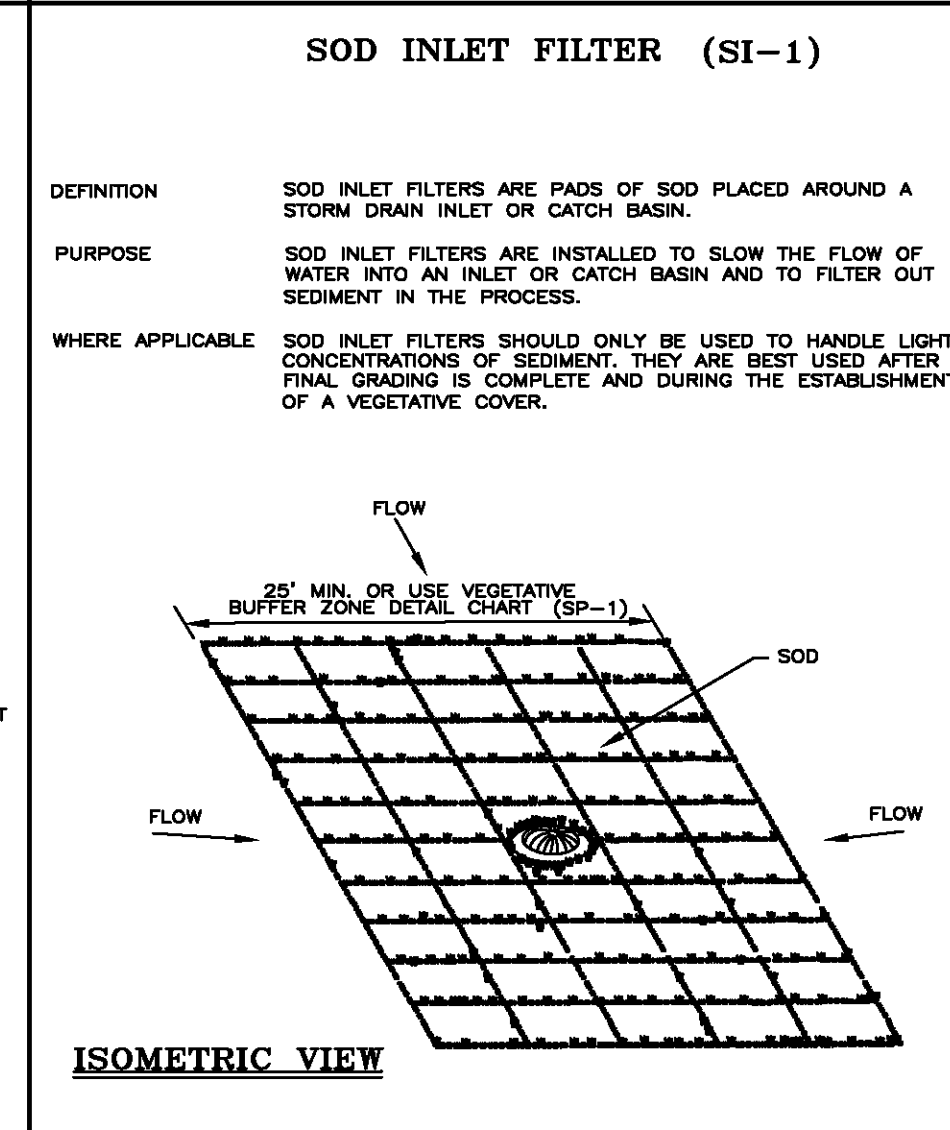 SOD INLET FILTER (SI-1)
DEFINITION SOD INLET FILTERS ARE PADS OF SOD PLACED AROUND A
STORM DRAIN INLET OR CATCH BASIN.
PURPOSE SOD INLET FILTERS ARE INSTALLED TO SLOW THE FLOW OF
WATER INTO AN INLET OR CATCH BASIN AND TO FILTER OUT
SEDIMENT IN THE PROCESS.
WHERE APPLICABLE SOD INLET FILTERS SHOULD ONLY BE USED TO HANDLE LIGHT
CONCENTRATIONS OF SEDIMENT. THEY ARE BEST USED AFTER
FINAL GRADING IS COMPLETE AND DURING THE ESTABLISHMENT
OF A VEGETATIVE COVER.
FLOW
25' MIN. OR USE VEGETATIVE
BUFFER ZONE DETAIL CHART (SP-1)
SOD
T
FLOW
FLOW
ISOMETRIC VIEW